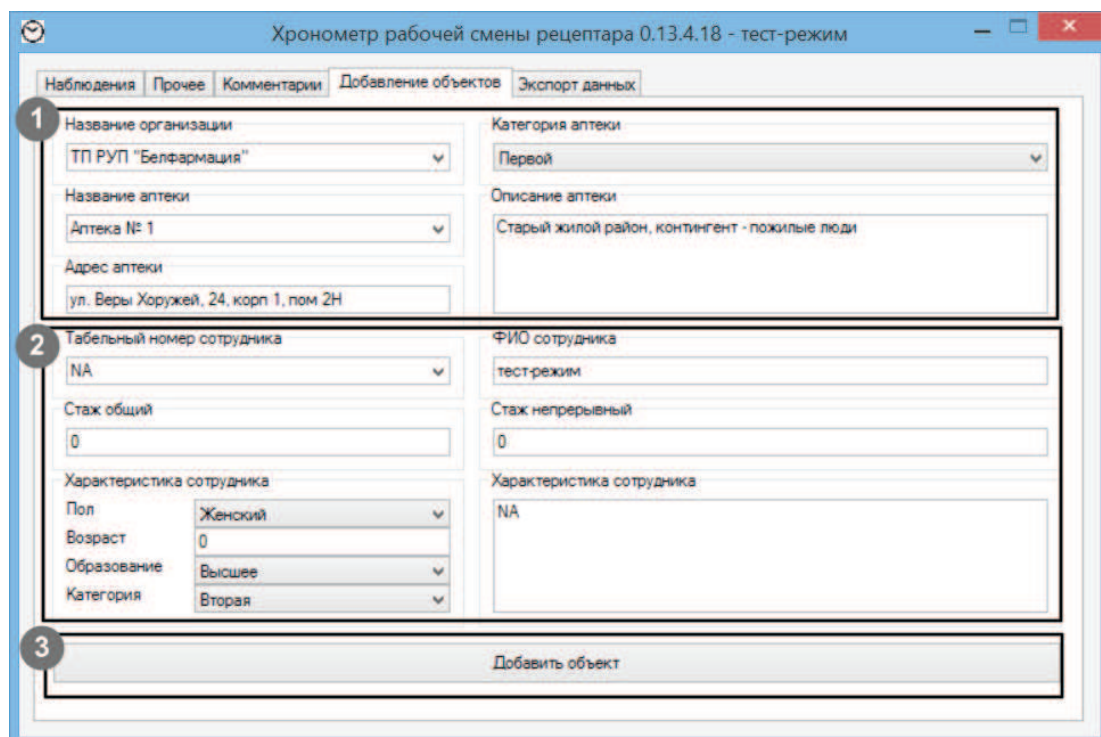 Хронометр рабочей смены рецептара 0.13.4.18 - тест-режим
Наблюдения Прочее Комментарии Добавление объектов Экспорт данных
1
Название организации
ТП РУП "Белфармация"
Категория аптеки
Первой
Название аптеки
Аптека № 1
Описание аптеки
Старый жилой район, контингент - пожилые люди
Адрес аптеки
ул. Веры Хоружей, 24, корп 1, пом 2Н
2
Табельный номер сотрудника
NA
ФИО сотрудника
тест-режим
Стаж общий
0
Стаж непрерывный
0
Характеристика сотрудника
Пол Женский
Возраст 0
Образование Высшее
Категория Вторая
Характеристика сотрудника
NA
3
Добавить объект